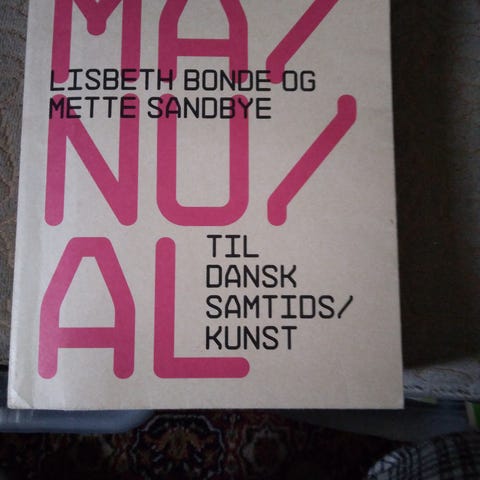 MA/
LISBETH BONDE OG
METTE SANDBYE
NU/
AL
TIL
DANSK
SAMTIDS/
KUNST